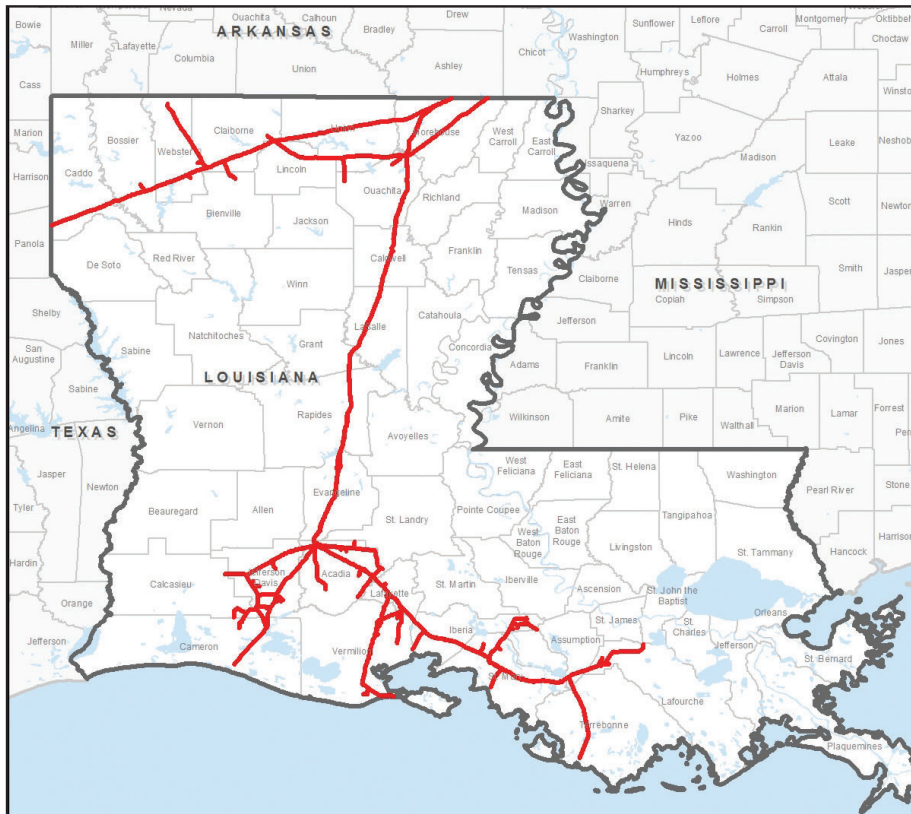 Bowie
Miller
Lafayette
Nevada
Ouachita
Calhoun
Bradley
Drew
Washington
Sunflower
Leflore
Carroll
Montgomery
Choctaw
ARKANSAS
Columbia
Union
Ashley
Chicot
Humphreys
Holmes
Attala
Cass
Sharkey
Marion
Bossier
Webster
Claiborne
West
Carroll
East
Carroll
Yazoo
Leake
Caddo
Harrison
Lincoln
Madison
Ouachita
Richland
Warren
Scott
Panola
Bienville
Jackson
Madison
Hinds
Rankin
De Soto
Red River
Franklin
Tensas
Claiborne
Smith
Jasper
Winn
MISSISSIPPI
Copiah
Simpson
Shelby
Natchitoches
Catahoula
Jefferson
Covington
Jones
San
Augustine
Sabine
Grant
Concordia
Adams
Franklin
Lincoln
Lawrence
Jefferson
Davis
Sabine
LOUISIANA
Rapides
Wilkinson
Amite
Pike
Walthall
Marion
Lamar
Forrest
TEXAS
Vernon
Avoyelles
Jasper
Newton
West
Feliciana
East
Feliciana
St. Helena
Washington
Pearl River
Stone
Tyler
Beauregard
Allen
Evangeline
St. Landry
Pointe Coupee
Tangipahoa
Hardin
West
Baton
Rouge
East
Baton
Rouge
Livingston
Hancock
St. Tammany
Calcasieu
Davis
Acadia
St. Martin
Iberville
Orange
Ascension
St. John the
Baptist
Orleans
St. James
Jefferson
Cameron
Iberia
Assumption
St.
Charles
Jefferson
St. Bernard
Lafourche
Plaquemines